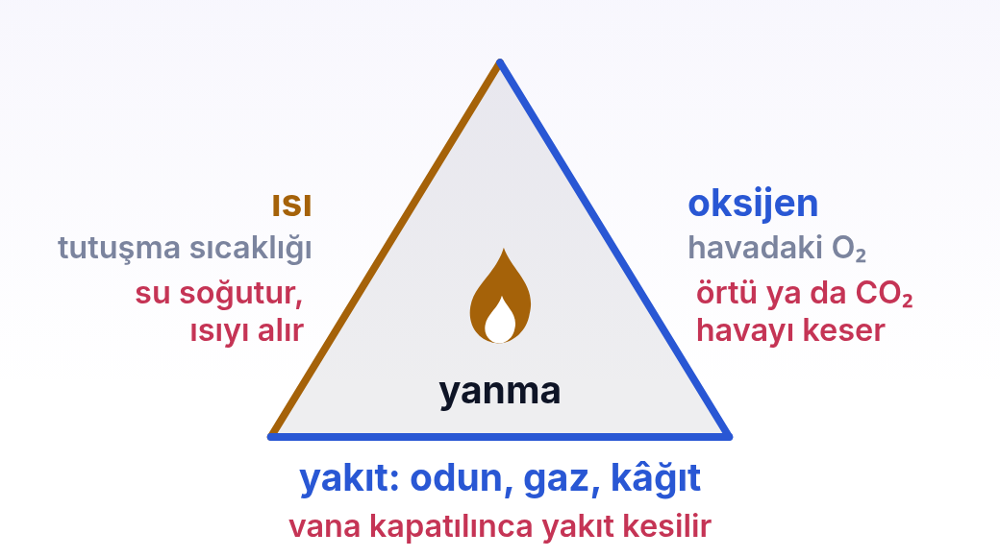 ısı
tutuşma sıcaklığı
su soğutur,
ısıyı alır
oksijen
havadaki O₂
örtü ya da CO₂
havayı keser
yanma
yakıt: odun, gaz, kâğıt
vana kapatılınca yakıt kesilir